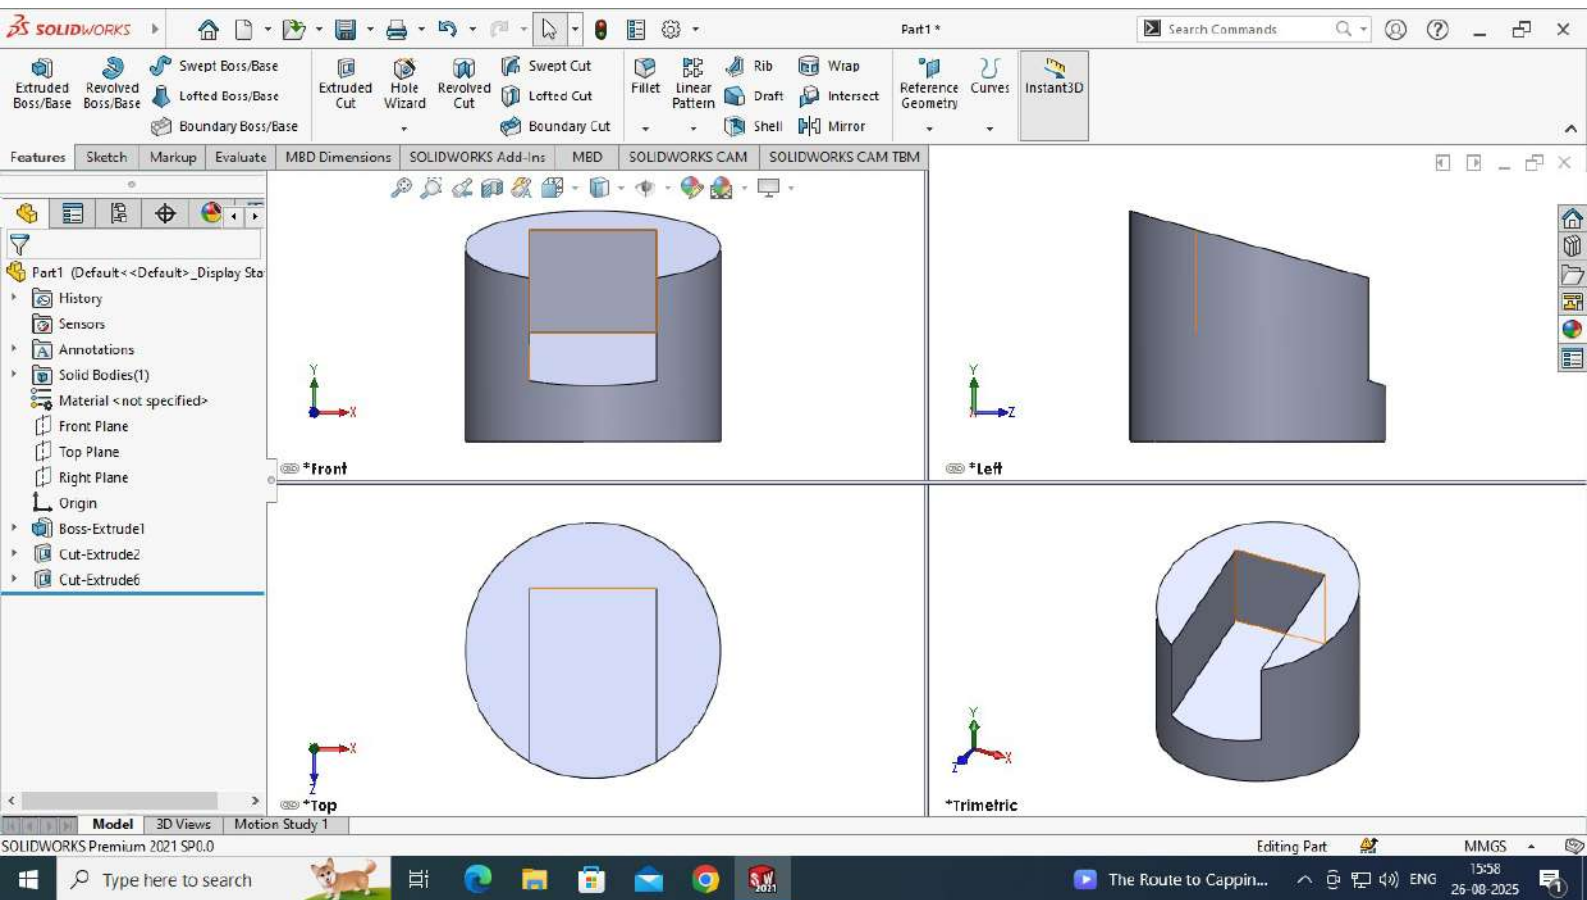 SOLIDWORKS
Part1 *
Search Commands
Extruded Boss/Base
Revolved Boss/Base
Swept Boss/Base
Lofted Boss/Base
Boundary Boss/Base
Extruded Cut
Hole Wizard
Revolved Cut
Swept Cut
Lofted Cut
Boundary Cut
Fillet
Linear Pattern
Rib
Draft
Shell
Wrap
Intersect
Mirror
Reference Geometry
Curves
Instant3D
Features
Sketch
Markup
Evaluate
MBD Dimensions
SOLIDWORKS Add-Ins
MBD
SOLIDWORKS CAM
SOLIDWORKS CAM TBM
Part1 (Default<<Default>_Display Sta
History
Sensors
Annotations
Solid Bodies(1)
Material <not specified>
Front Plane
Top Plane
Right Plane
Origin
Boss-Extrude1
Cut-Extrude2
Cut-Extrude6
Y
X
*Front
Y
X
Z
*Left
X
Z
*Top
Y
X
Z
*Trimetric
Model
3D Views
Motion Study 1
SOLIDWORKS Premium 2021 SP0.0
Editing Part
MMGS
Type here to search
SW
2021
The Route to Cappin...
ENG
15:58
26-08-2025
1